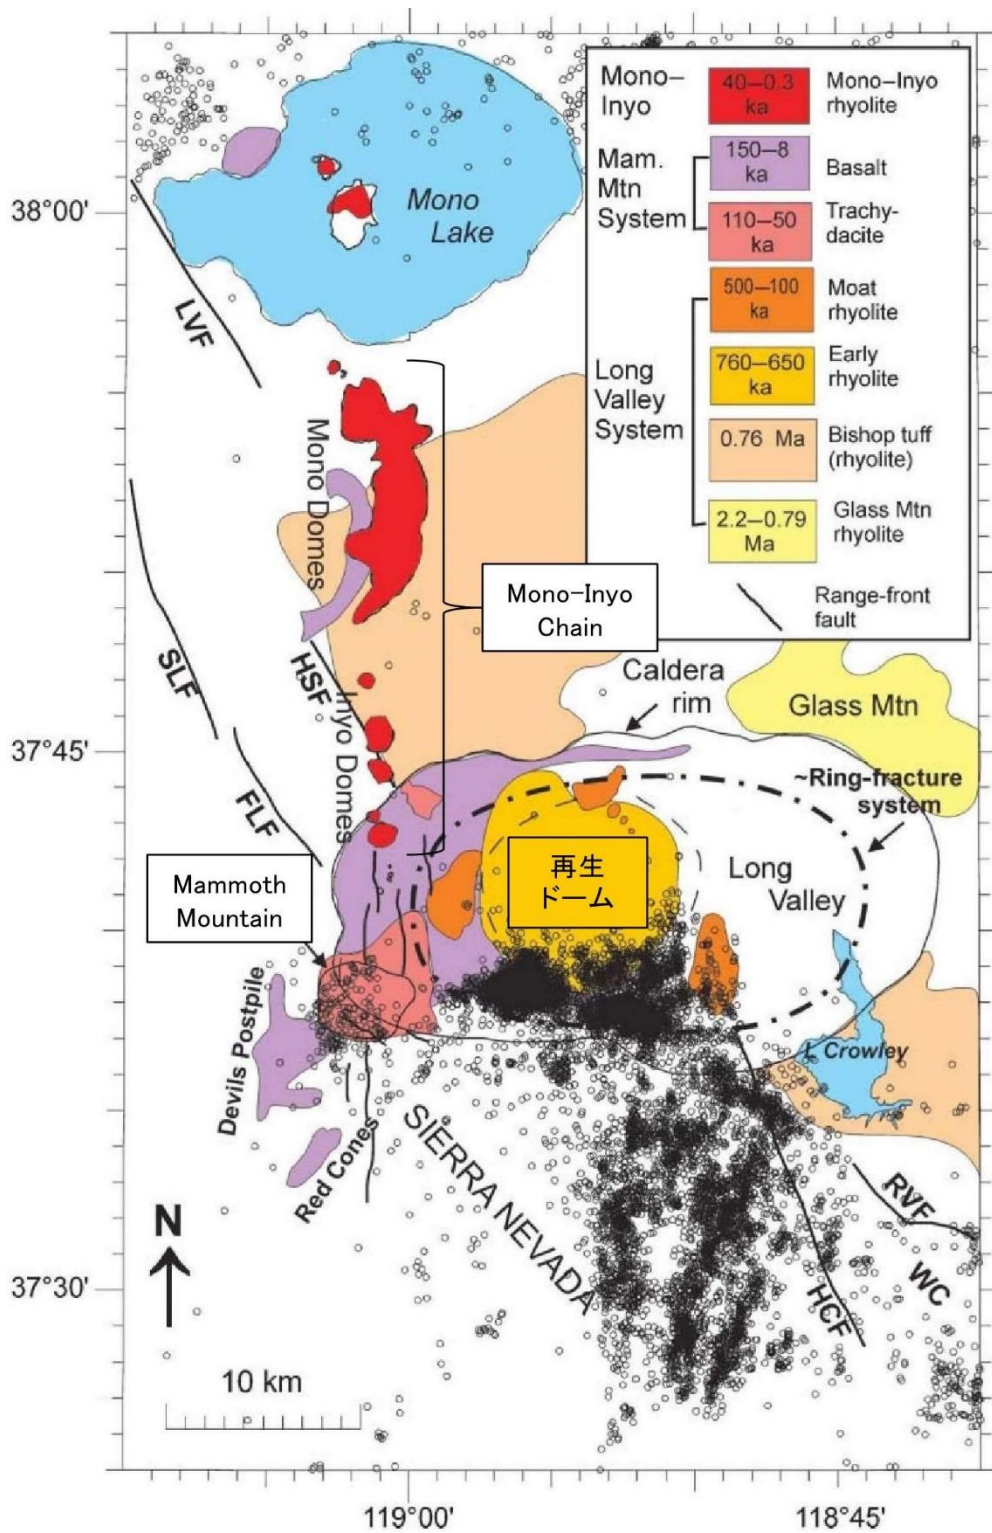 Mono–
Inyo
40–0.3
ka
Mono–Inyo
rhyolite
Mam.
Mtn
System
150–8
ka
Basalt
110–50
ka
Trachy-
dacite
Long
Valley
System
500–100
ka
Moat
rhyolite
760–650
ka
Early
rhyolite
0.76 Ma
Bishop tuff
(rhyolite)
2.2–0.79
Ma
Glass Mtn
rhyolite
Range-front
fault
38°00'
Mono
Lake
LVF
Mono Domes
Mono-Inyo
Chain
SLF
HSF
Inyo Domes
Caldera
rim
Glass Mtn
37°45'
~Ring-fracture
system
FLF
Mammoth
Mountain
再生
ドーム
Long
Valley
Devils Postpile
L Crowley
Red Cones
SIERRA NEVADA
RVF
WC
HCF
N
37°30'
10 km
119°00'
118°45'